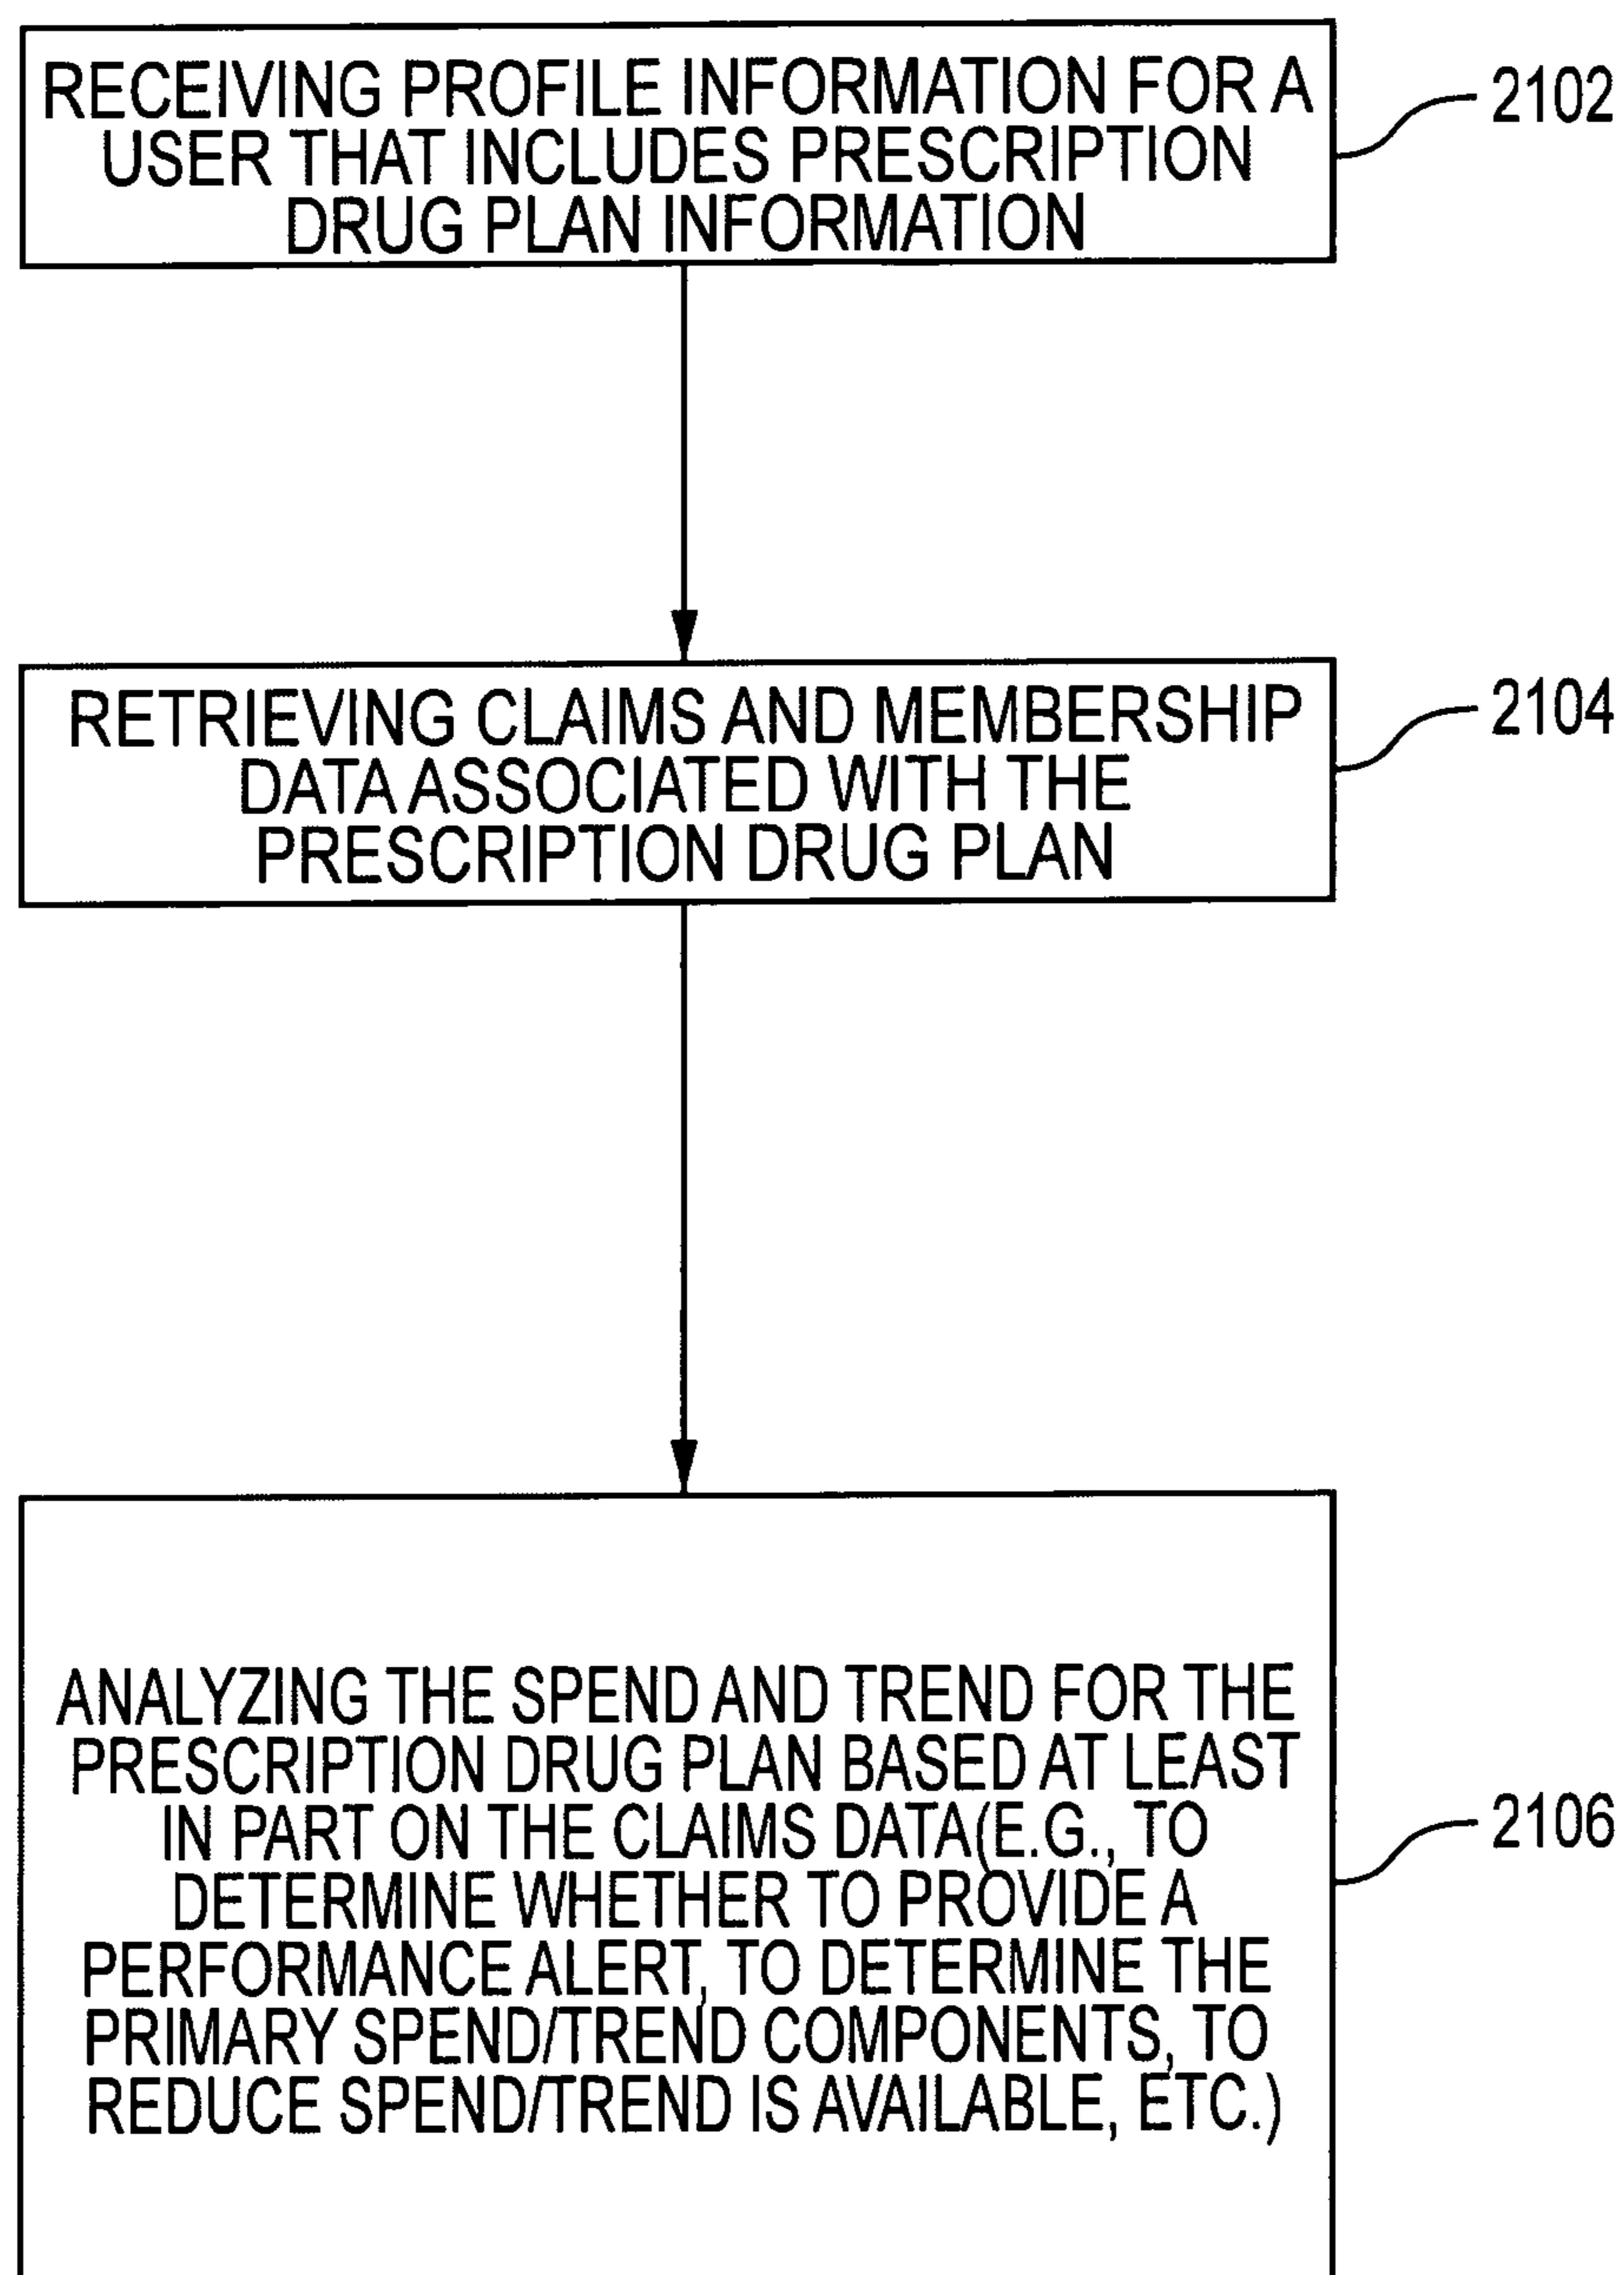 RECEIVING PROFILE INFORMATION FOR A
USER THAT INCLUDES PRESCRIPTION
DRUG PLAN INFORMATION
2102
RETRIEVING CLAIMS AND MEMBERSHIP
DATA ASSOCIATED WITH THE
PRESCRIPTION DRUG PLAN
2104
ANALYZING THE SPEND AND TREND FOR THE
PRESCRIPTION DRUG PLAN BASED AT LEAST
IN PART ON THE CLAIMS DATA(E.G., TO
DETERMINE WHETHER TO PROVIDE A
PERFORMANCE ALERT, TO DETERMINE THE
PRIMARY SPEND/TREND COMPONENTS, TO
REDUCE SPEND/TREND IS AVAILABLE, ETC.)
2106